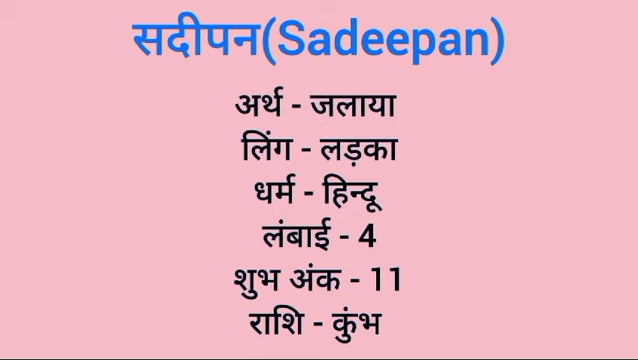 सदीपन(Sadeepan)
अर्थ - जलाया
लिंग - लड़का
धर्म - हिन्दू
लंबाई - 4
शुभ अंक - 11
राशि - कुंभ